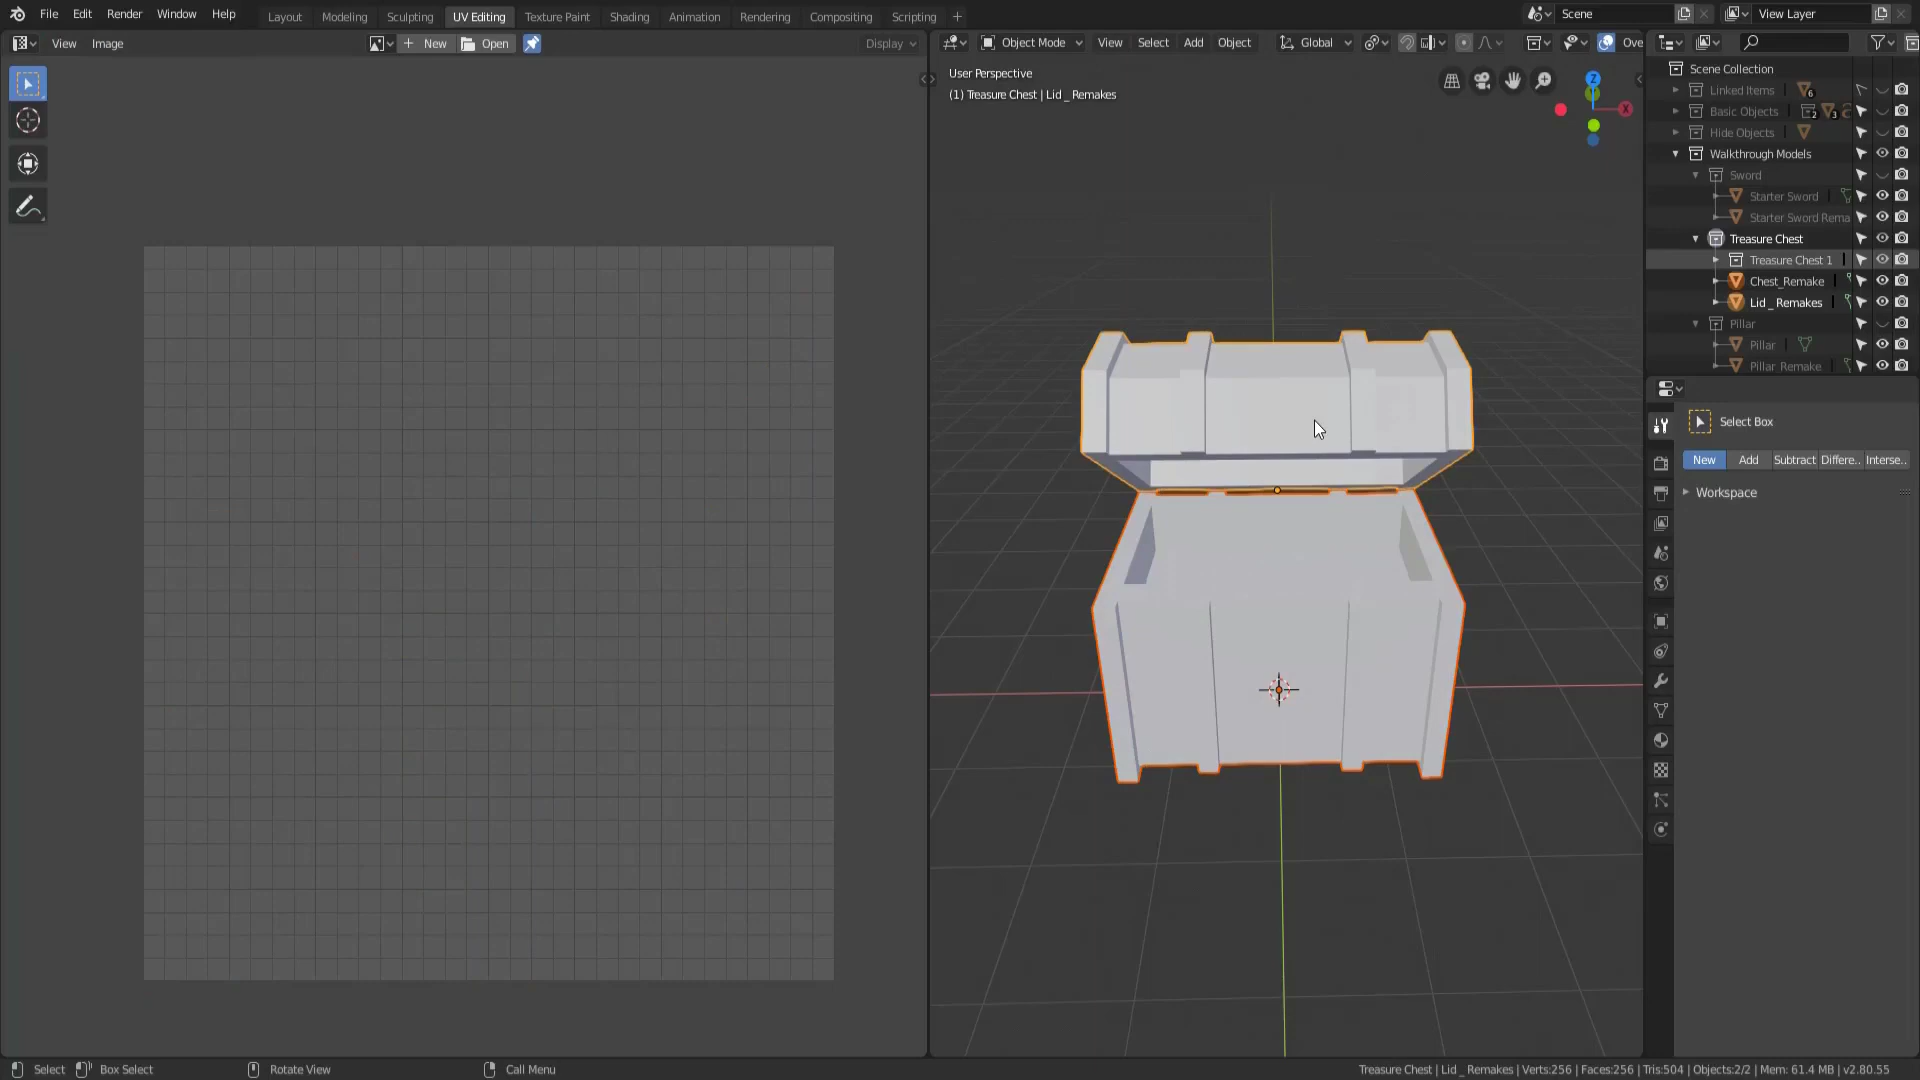 File Edit Render Window Help
Layout Modeling Sculpting UV Editing Texture Paint Shading Animation Rendering Compositing Scripting +
Scene
View Layer
View Image
New Open
Display
Object Mode View Select Add Object
Global
Ove
User Perspective
(1) Treasure Chest | Lid _ Remakes
Z
X
Scene Collection
Linked Items 6
Basic Objects 2 3
Hide Objects
Walkthrough Models
Sword
Starter Sword
Starter Sword Rema
Treasure Chest
Treasure Chest 1
Chest_Remake
Lid _ Remakes
Pillar
Pillar
Pillar Remake
Select Box
New Add Subtract Differe.. Interse..
Workspace
Select Box Select Rotate View Call Menu
Treasure Chest | Lid _ Remakes | Verts:256 | Faces:256 | Tris:504 | Objects:2/2 | Mem: 61.4 MB | v2.80.55